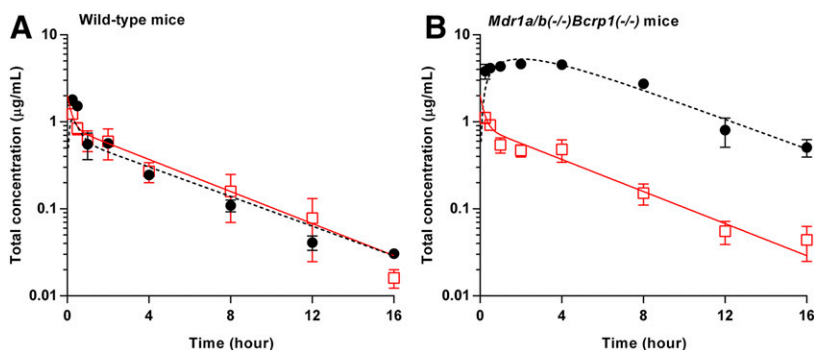 A
Wild-type mice
Total concentration (µg/mL)
10
1
0.1
0.01
0
4
8
12
16
Time (hour)
B
Mdr1a/b(-/-)Bcrp1(-/-) mice
Total concentration (µg/mL)
10
1
0.1
0.01
0
4
8
12
16
Time (hour)